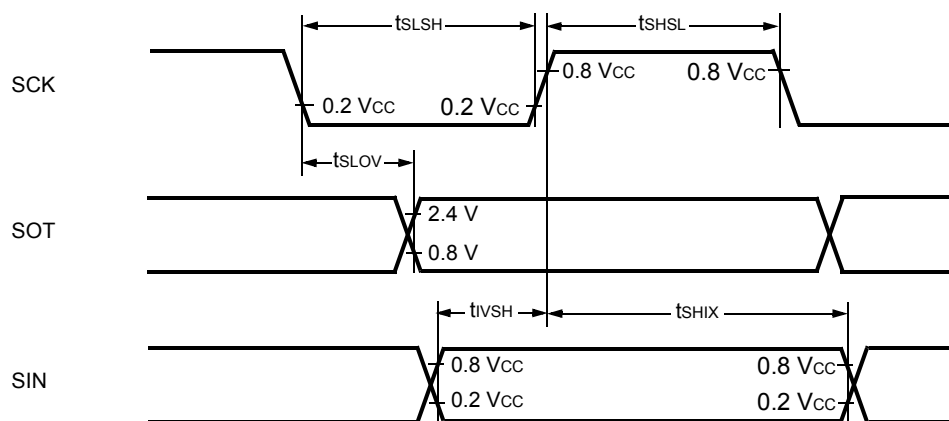 tSLSH tSHSL
SCK 0.8 VCC 0.8 VCC
0.2 VCC 0.2 VCC
tSLOV
SOT 2.4 V
0.8 V
tIVSH tSHIX
SIN 0.8 VCC 0.8 VCC
0.2 VCC 0.2 VCC